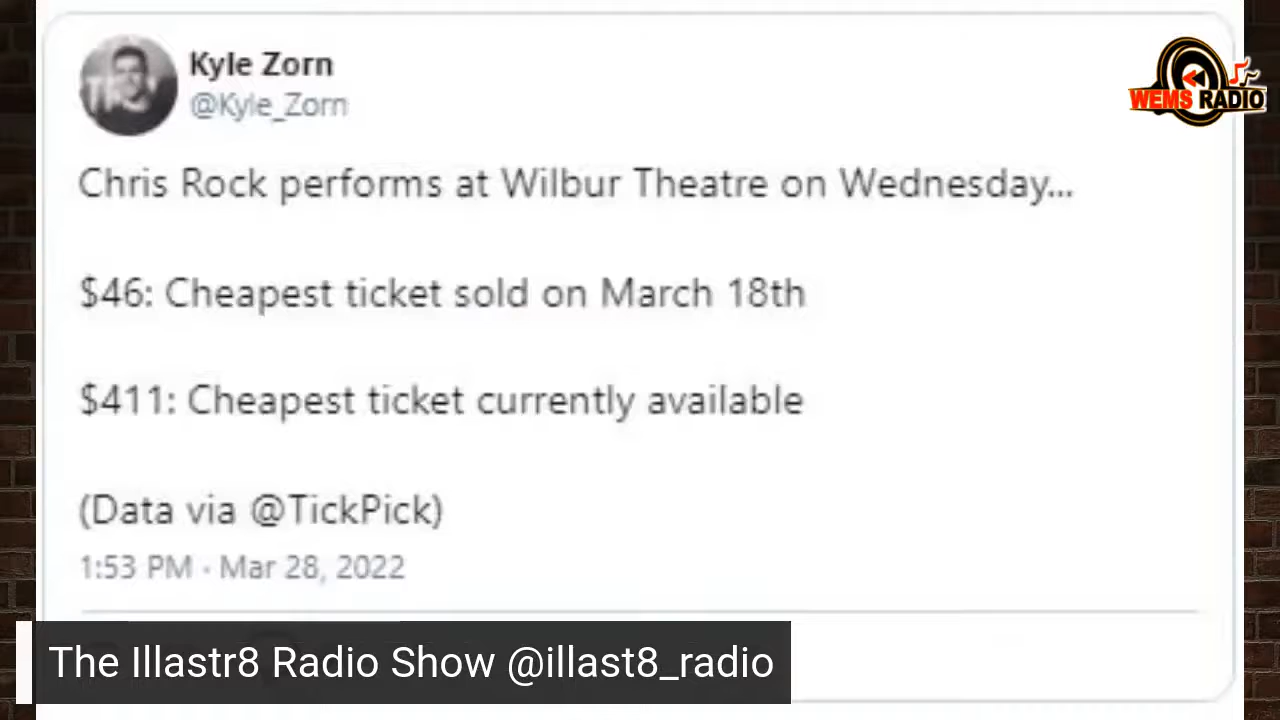 Kyle Zorn
@Kyle_Zorn
WEMS RADIO
Chris Rock performs at Wilbur Theatre on Wednesday...
$46: Cheapest ticket sold on March 18th
$411: Cheapest ticket currently available
(Data via @TickPick)
1:53 PM · Mar 28, 2022
The Illastr8 Radio Show @illast8_radio